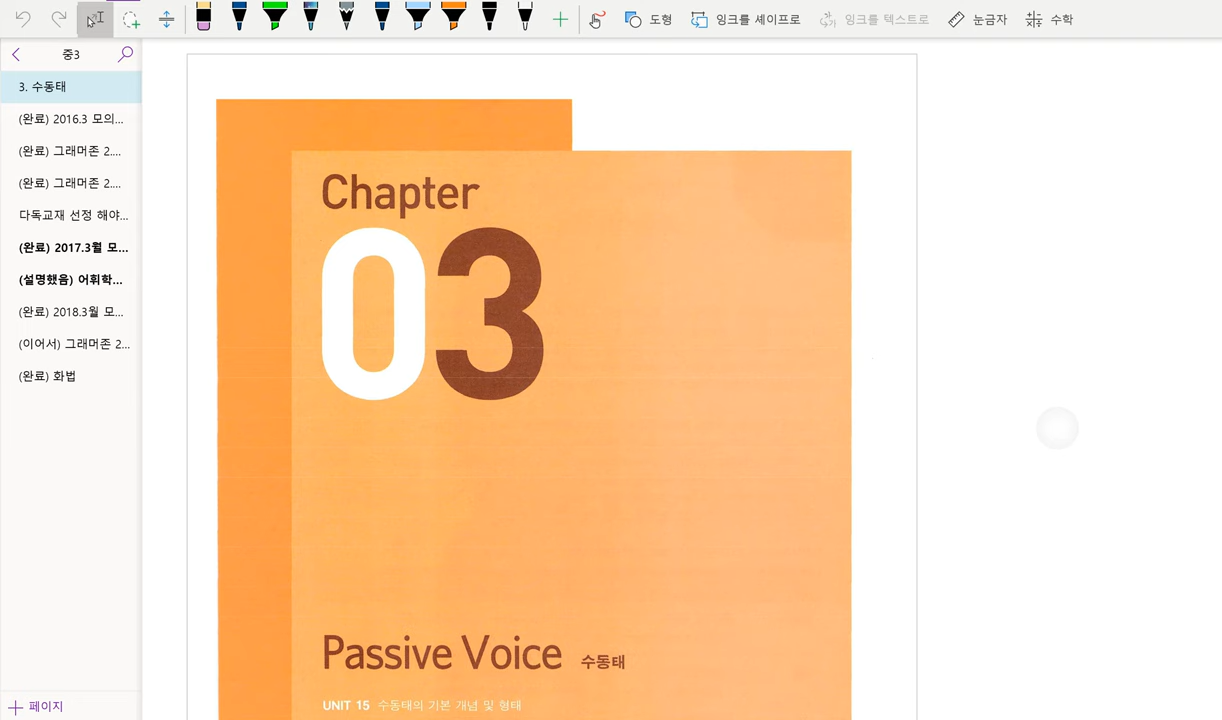 도형 잉크를 셰이프로 잉크를 텍스트로 눈금자 수학
중3
3. 수동태
(완료) 2016.3 모의...
(완료) 그래머존 2....
(완료) 그래머존 2....
다독교재 선정 해야...
(완료) 2017.3월 모...
(설명했음) 어휘학...
(완료) 2018.3월 모...
(이어서) 그래머존 2...
(완료) 화법
페이지
Chapter
03
Passive Voice 수동태
UNIT 15 수동태의 기본 개념 및 형태